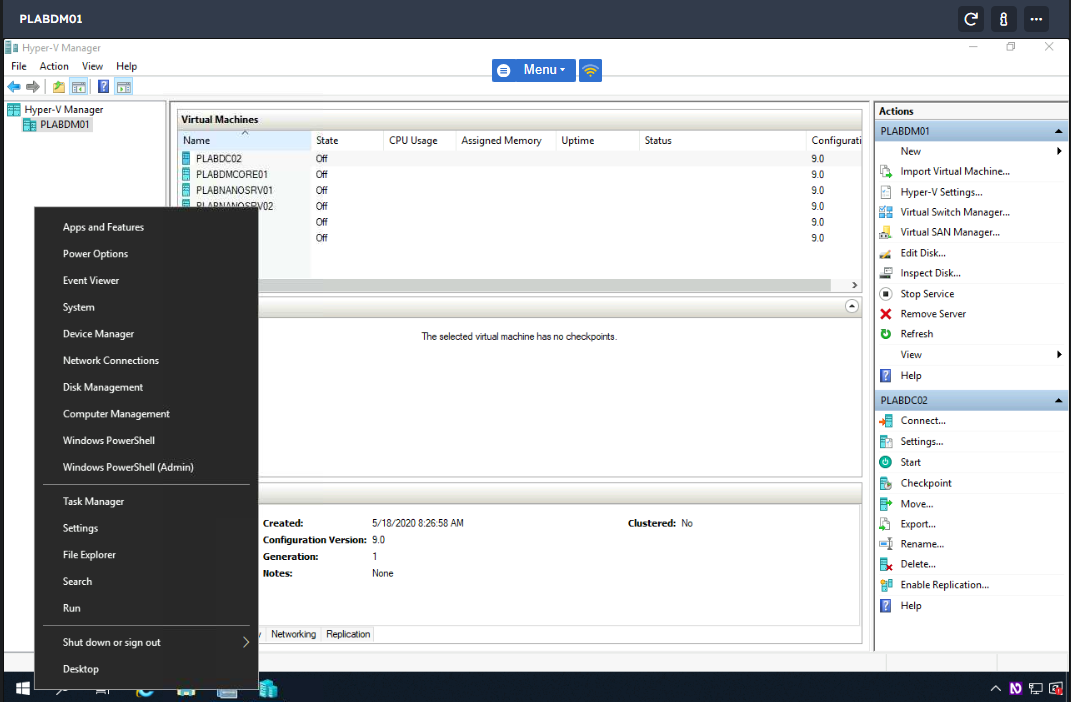 PLABDM01
Hyper-V Manager
File Action View Help
Menu
Hyper-V Manager
PLABDM01
Virtual Machines
Name State CPU Usage Assigned Memory Uptime Status Configurati
PLABDC02 Off 9.0
PLABDMCORE01 Off 9.0
PLABNANOSRV01 Off 9.0
PLABNANOSRV02 Off 9.0
Off 9.0
Off 9.0
The selected virtual machine has no checkpoints.
Created: 5/18/2020 8:26:58 AM Clustered: No
Configuration Version: 9.0
Generation: 1
Notes: None
Networking Replication
Apps and Features
Power Options
Event Viewer
System
Device Manager
Network Connections
Disk Management
Computer Management
Windows PowerShell
Windows PowerShell (Admin)
Task Manager
Settings
File Explorer
Search
Run
Shut down or sign out
Desktop
Actions
PLABDM01
New
Import Virtual Machine...
Hyper-V Settings...
Virtual Switch Manager...
Virtual SAN Manager...
Edit Disk...
Inspect Disk...
Stop Service
Remove Server
Refresh
View
Help
PLABDC02
Connect...
Settings...
Start
Checkpoint
Move...
Export...
Rename...
Delete...
Enable Replication...
Help